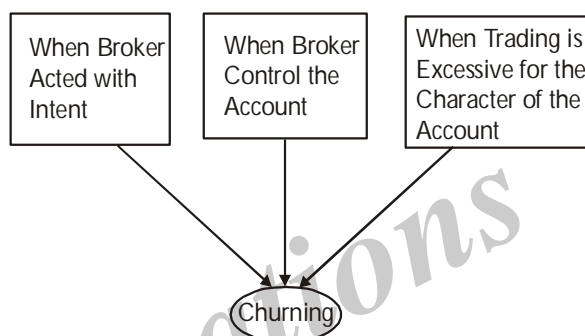 When Broker
Acted with
Intent
When Broker
Control the
Account
When Trading is
Excessive for the
Character of the
Account
Churning